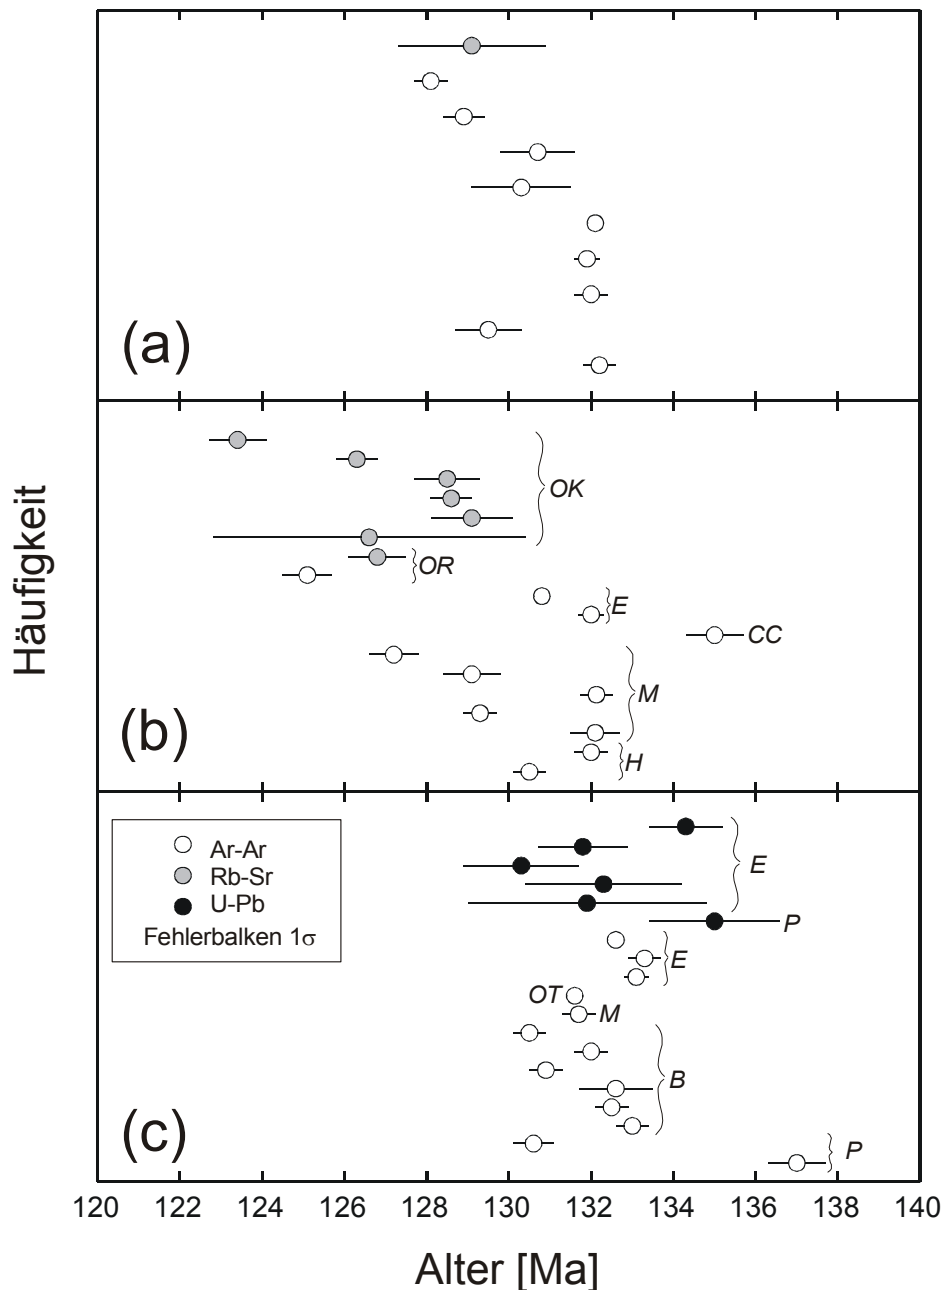 (a)
OK
OR
E
CC
M
(b)
H
Häufigkeit
Ar-Ar
Rb-Sr
U-Pb
Fehlerbalken 1σ
E
P
E
OT
M
B
(c)
P
120 122 124 126 128 130 132 134 136 138 140
Alter [Ma]